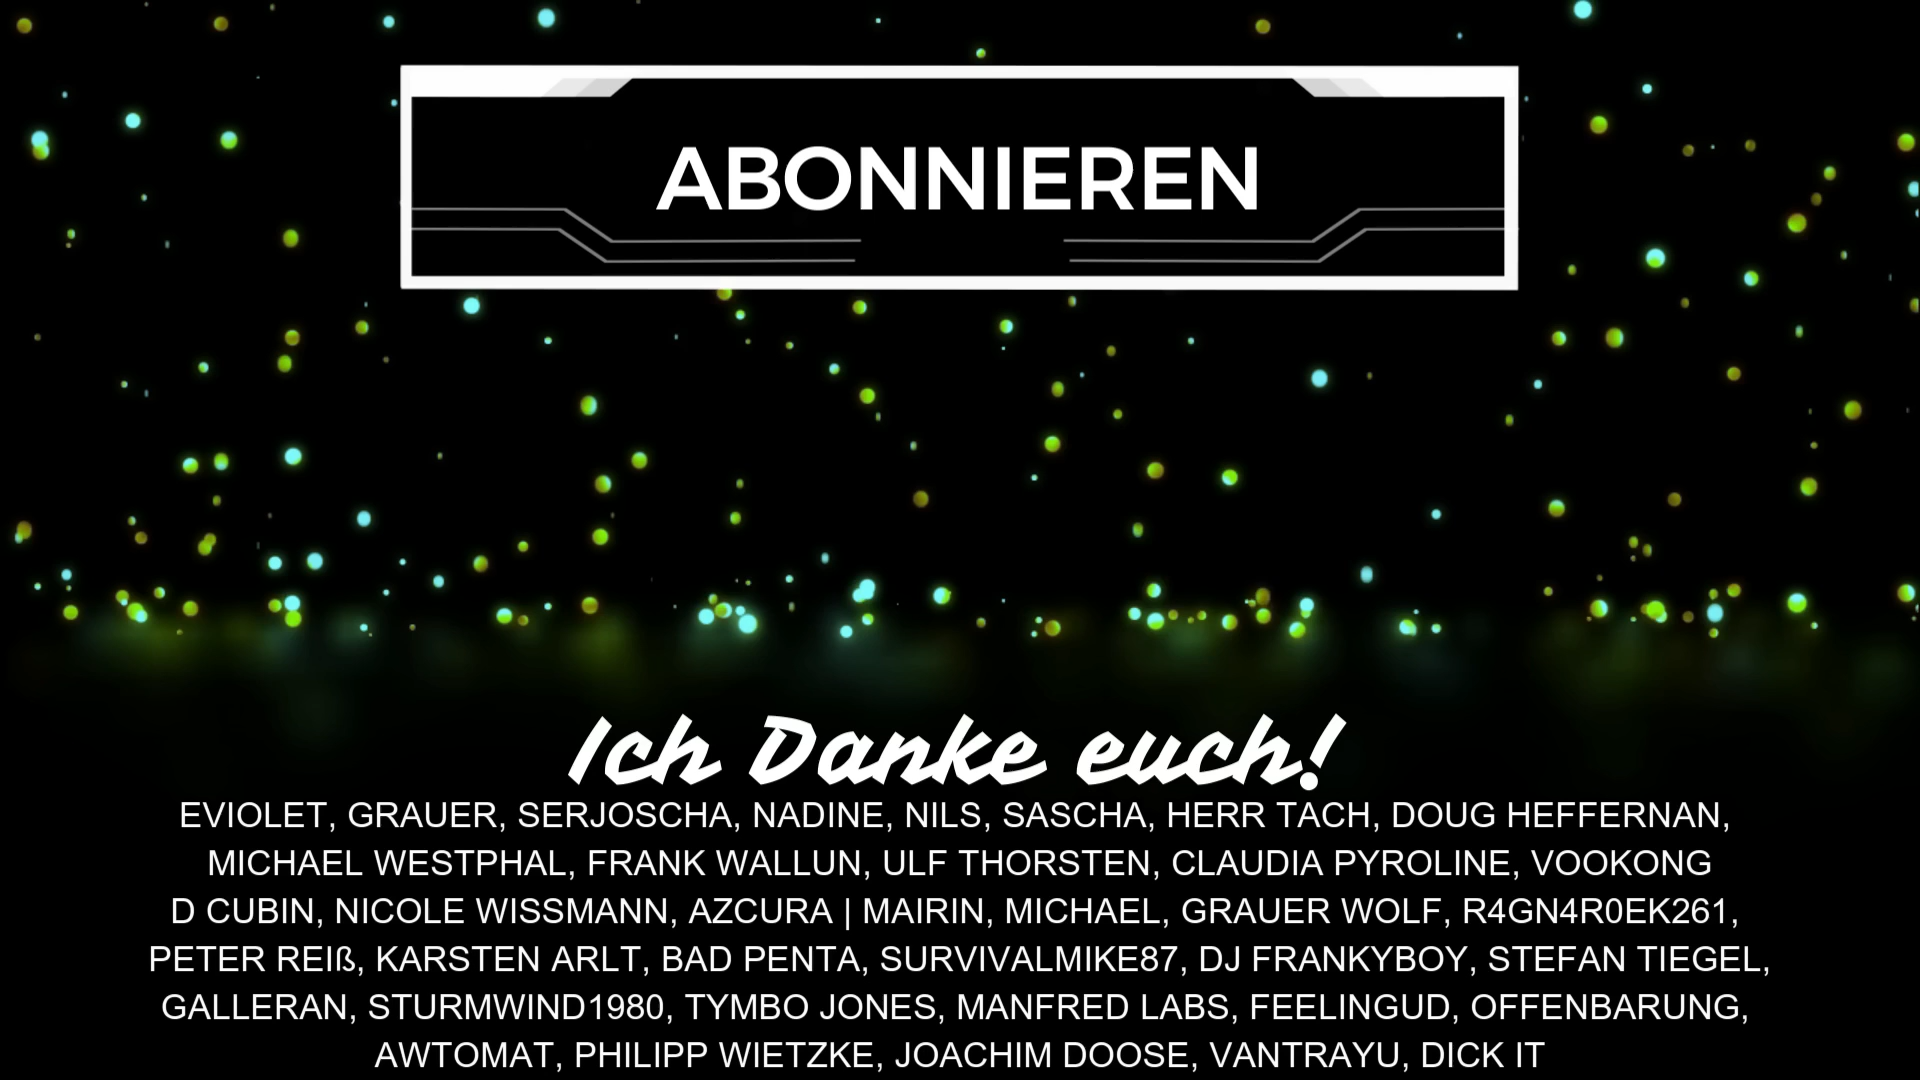 ABONNIEREN
Ich Danke euch!
EVIOLET, GRAUER, SERJOSCHA, NADINE, NILS, SASCHA, HERR TACH, DOUG HEFFERNAN,
MICHAEL WESTPHAL, FRANK WALLUN, ULF THORSTEN, CLAUDIA PYROLINE, VOOKONG
D CUBIN, NICOLE WISSMANN, AZCURA | MAIRIN, MICHAEL, GRAUER WOLF, R4GN4R0EK261,
PETER REIß, KARSTEN ARLT, BAD PENTA, SURVIVALMIKE87, DJ FRANKYBOY, STEFAN TIEGEL,
GALLERAN, STURMWIND1980, TYMBO JONES, MANFRED LABS, FEELINGUD, OFFENBARUNG,
AWTOMAT, PHILIPP WIETZKE, JOACHIM DOOSE, VANTRAYU, DICK IT